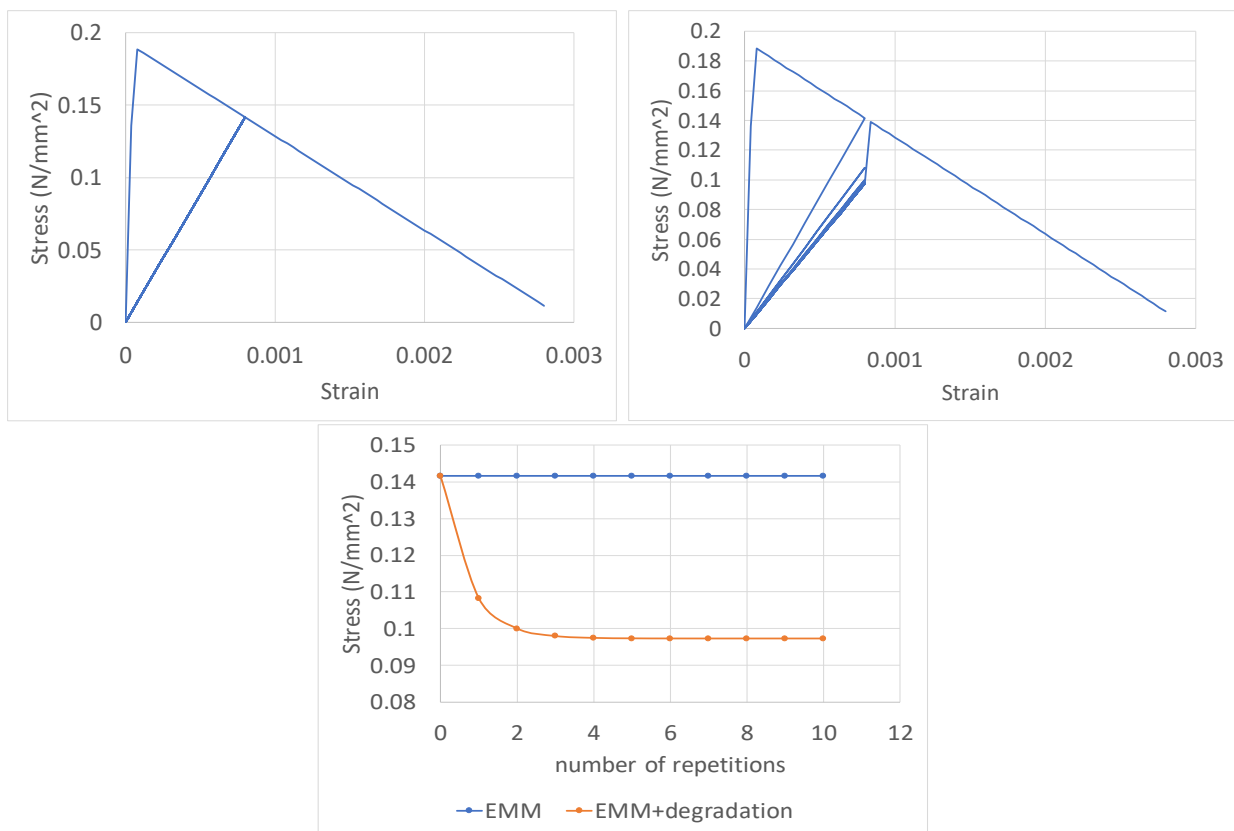 Stress (N/mm^2)
0.2
0.15
0.1
0.05
0
0 0.001 0.002 0.003
Strain
Stress (N/mm^2)
0.2
0.18
0.16
0.14
0.12
0.1
0.08
0.06
0.04
0.02
0
0 0.001 0.002 0.003
Strain
Stress (N/mm^2)
0.15
0.14
0.13
0.12
0.11
0.1
0.09
0.08
0 2 4 6 8 10 12
number of repetitions
EMM EMM+degradation